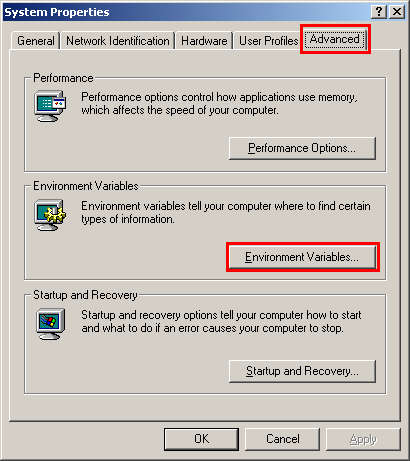 System Properties
General Network Identification Hardware User Profiles Advanced
Performance
Performance options control how applications use memory,
which affects the speed of your computer.
Performance Options...
Environment Variables
Environment variables tell your computer where to find certain
types of information.
Environment Variables...
Startup and Recovery
Startup and recovery options tell your computer how to start
and what to do if an error causes your computer to stop.
Startup and Recovery...
OK Cancel Apply